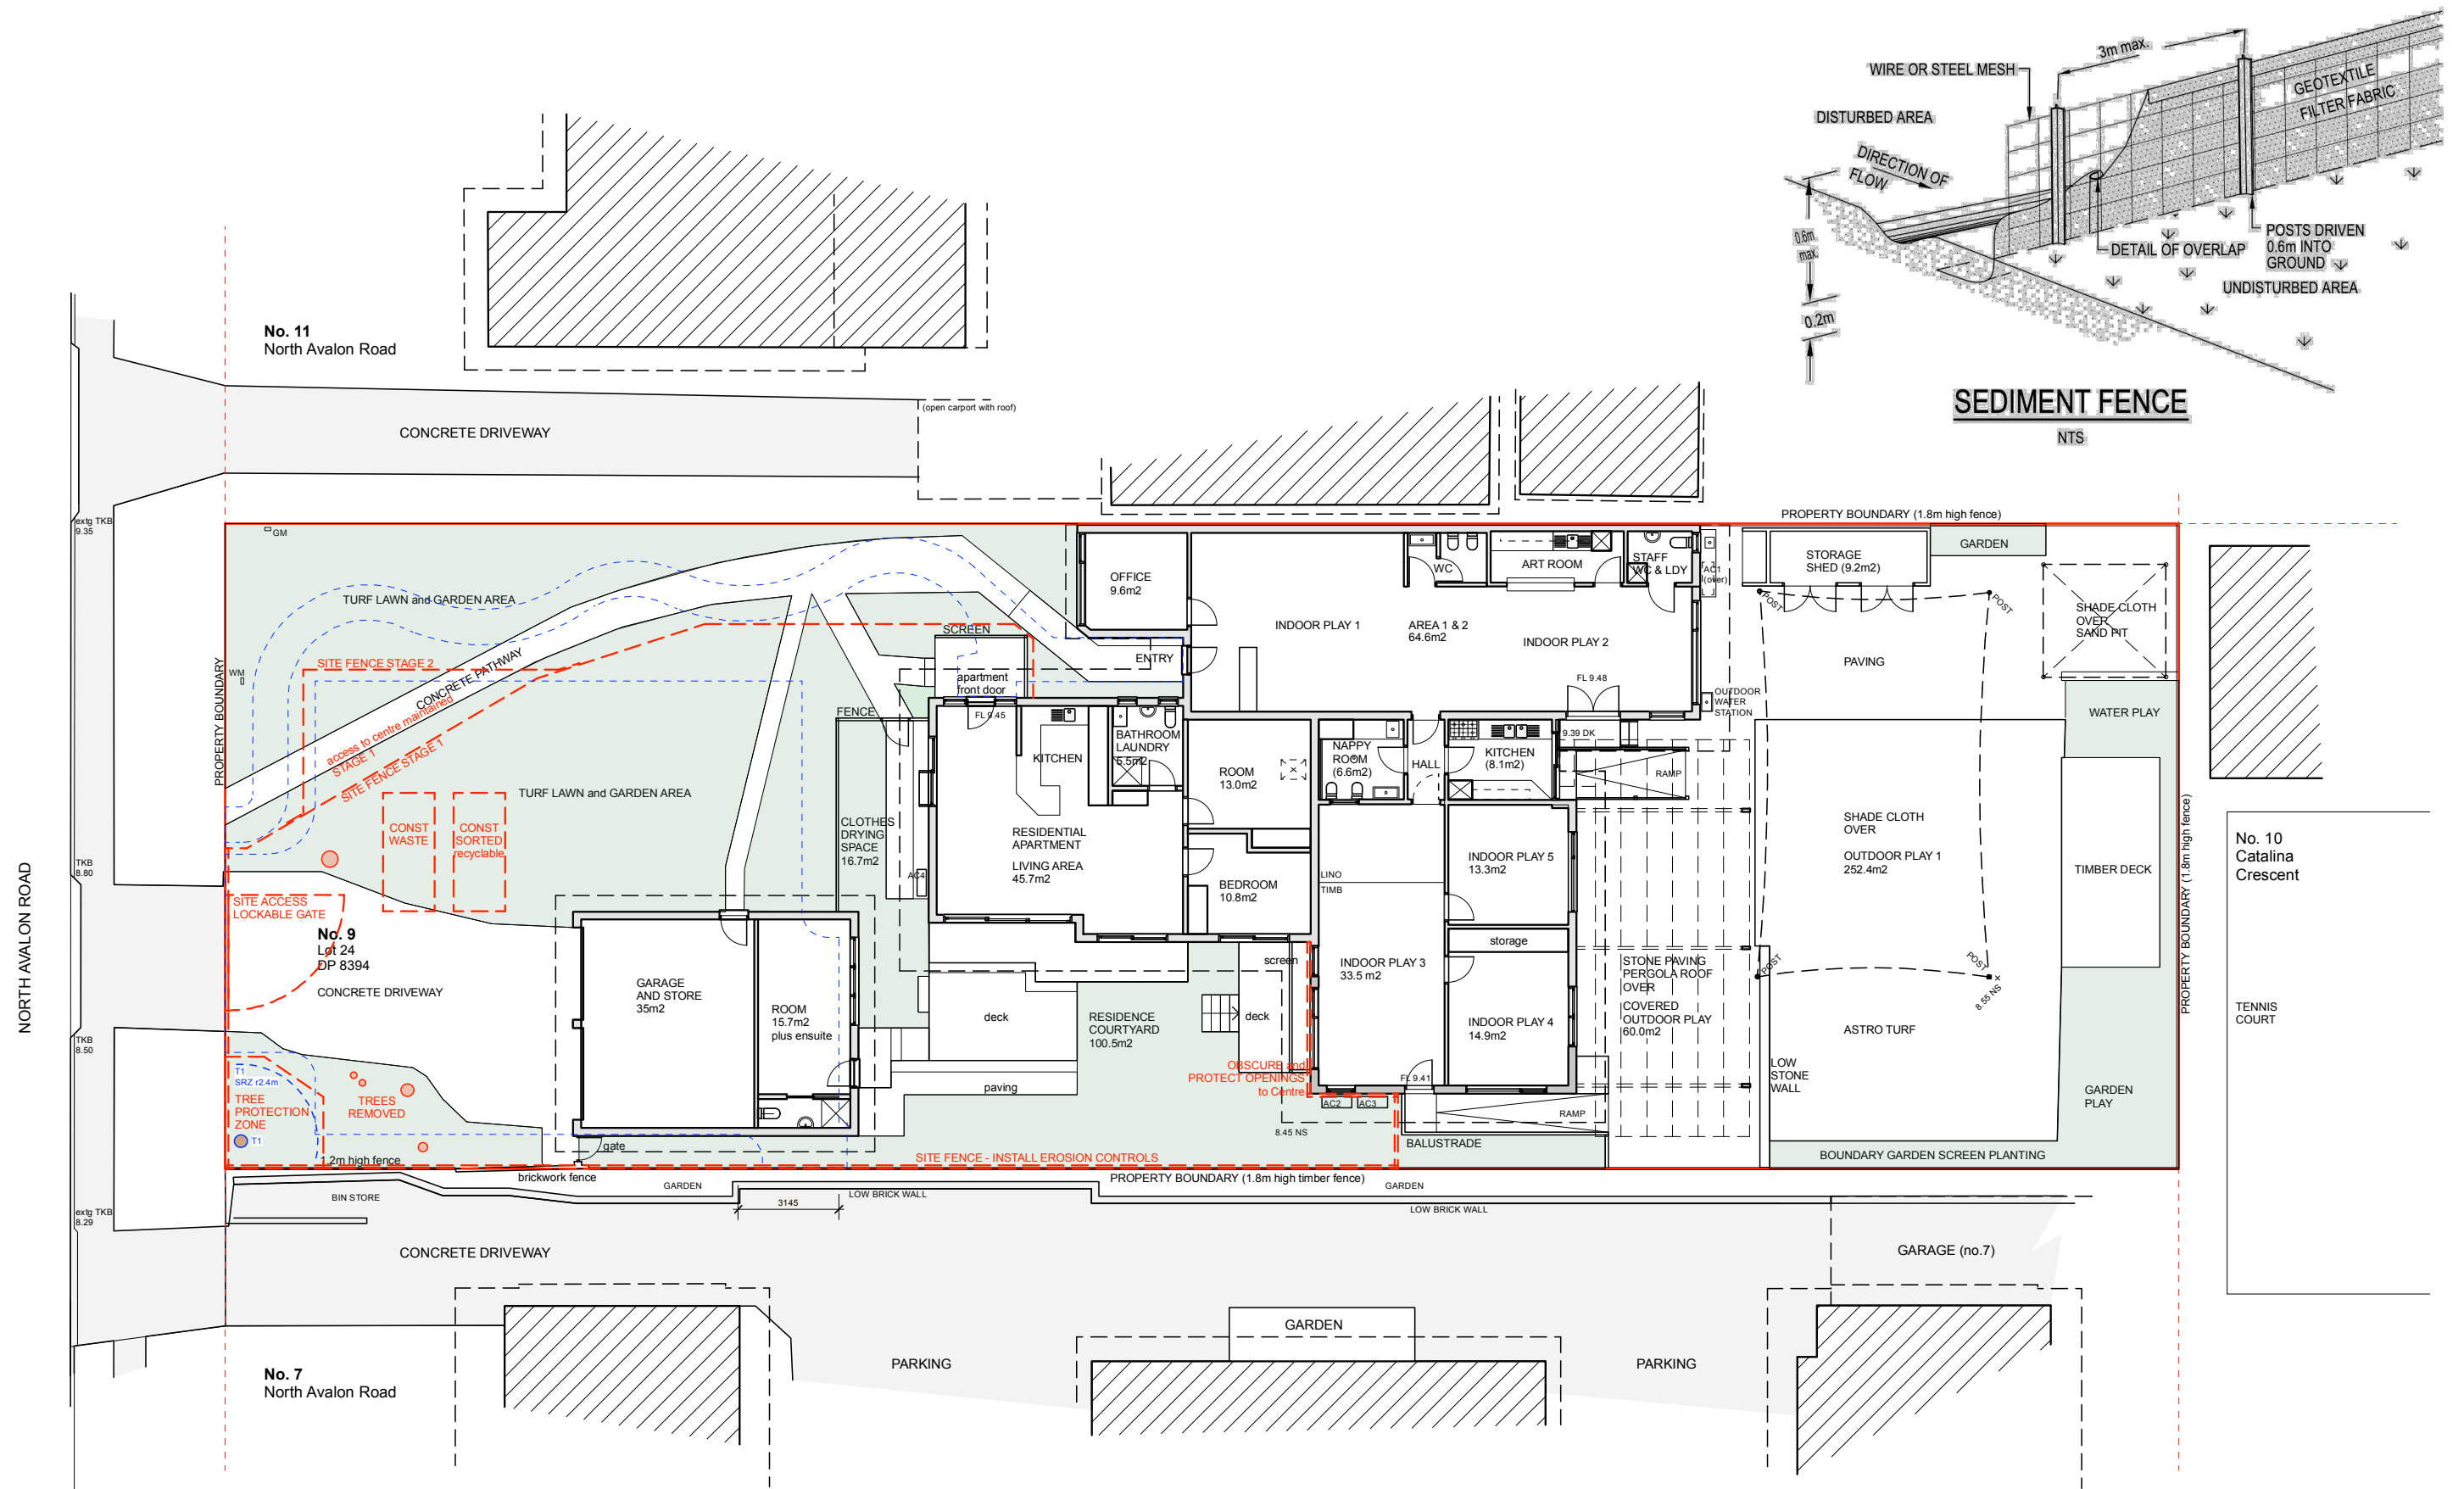 3m max.
WIRE OR STEEL MESH
GEOTEXTILE
FILTER FABRIC
DISTURBED AREA
DIRECTION OF
FLOW
0.6m
max.
0.2m
DETAIL OF OVERLAP
POSTS DRIVEN
0.6m INTO
GROUND
UNDISTURBED AREA
SEDIMENT FENCE
NTS
No. 11
North Avalon Road
(open carport with roof)
CONCRETE DRIVEWAY
extg TKB
9.35
GM
PROPERTY BOUNDARY (1.8m high fence)
OFFICE
9.6m2
WC
ART ROOM
STAFF
WC & LDY
AC1
(over)
STORAGE
SHED (9.2m2)
GARDEN
TURF LAWN and GARDEN AREA
POST
POST
SHADE CLOTH
OVER
SAND PIT
SCREEN
INDOOR PLAY 1
AREA 1 & 2
64.6m2
INDOOR PLAY 2
ENTRY
SITE FENCE STAGE 2
CONCRETE PATHWAY
PAVING
WM
apartment
front door
FL 9.48
PROPERTY BOUNDARY
access to centre maintained
STAGE 1
SITE FENCE STAGE 1
FENCE
FL 9.45
OUTDOOR
WATER
STATION
WATER PLAY
KITCHEN
BATHROOM
LAUNDRY
5.5m2
ROOM
13.0m2
NAPPY
ROOM
(6.6m2)
HALL
KITCHEN
(8.1m2)
9.39 DK
RAMP
TURF LAWN and GARDEN AREA
CONST
WASTE
CONST
SORTED
recyclable
CLOTHES
DRYING
SPACE
16.7m2
AC4
RESIDENTIAL
APARTMENT
LIVING AREA
45.7m2
BEDROOM
10.8m2
LINO
TIMB
INDOOR PLAY 5
13.3m2
SHADE CLOTH
OVER
OUTDOOR PLAY 1
252.4m2
TIMBER DECK
PROPERTY BOUNDARY (1.8m high fence)
No. 10
Catalina
Crescent
TENNIS
COURT
NORTH AVALON ROAD
TKB
8.80
SITE ACCESS
LOCKABLE GATE
No. 9
Lot 24
DP 8394
CONCRETE DRIVEWAY
GARAGE
AND STORE
35m2
ROOM
15.7m2
plus ensuite
deck
RESIDENCE
COURTYARD
100.5m2
screen
deck
INDOOR PLAY 3
33.5 m2
storage
INDOOR PLAY 4
14.9m2
STONE PAVING
PERGOLA ROOF
OVER
COVERED
OUTDOOR PLAY
60.0m2
POST
POST
8.55 NS
ASTRO TURF
TKB
8.50
T1
SRZ r2.4m
TREE
PROTECTION
ZONE
T1
TREES
REMOVED
paving
OBSCURE and
PROTECT OPENINGS
to Centre
FL 9.41
AC2
AC3
RAMP
LOW
STONE
WALL
GARDEN
PLAY
8.45 NS
BALUSTRADE
gate
1.2m high fence
SITE FENCE - INSTALL EROSION CONTROLS
BOUNDARY GARDEN SCREEN PLANTING
brickwork fence
PROPERTY BOUNDARY (1.8m high timber fence)
BIN STORE
GARDEN
LOW BRICK WALL
GARDEN
3145
LOW BRICK WALL
extg TKB
8.29
CONCRETE DRIVEWAY
GARAGE (no.7)
GARDEN
PARKING
PARKING
No. 7
North Avalon Road